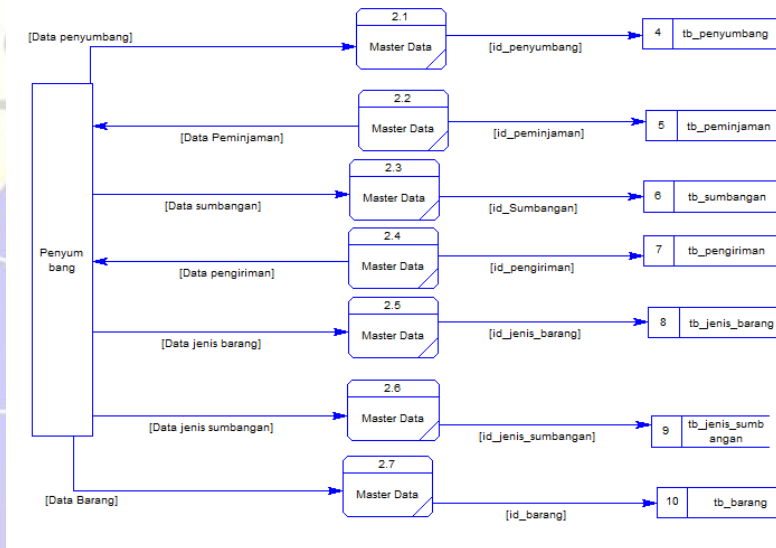 2.1
[Data penyumbang]
Master Data
[id_penyumbang]
4
tb_penyumbang
2.2
[Data Peminjaman]
Master Data
[id_peminjaman]
5
tb_peminjaman
2.3
[Data sumbangan]
Master Data
[id_Sumbangan]
6
tb_sumbangan
Penyum
bang
2.4
[Data pengiriman]
Master Data
[id_pengiriman]
7
tb_pengiriman
2.5
[Data jenis barang]
Master Data
[id_jenis_barang]
8
tb_jenis_barang
2.6
[Data jenis sumbangan]
Master Data
[id_jenis_sumbangan]
9
tb_jenis_sumb
angan
2.7
[Data Barang]
Master Data
[id_barang]
10
tb_barang